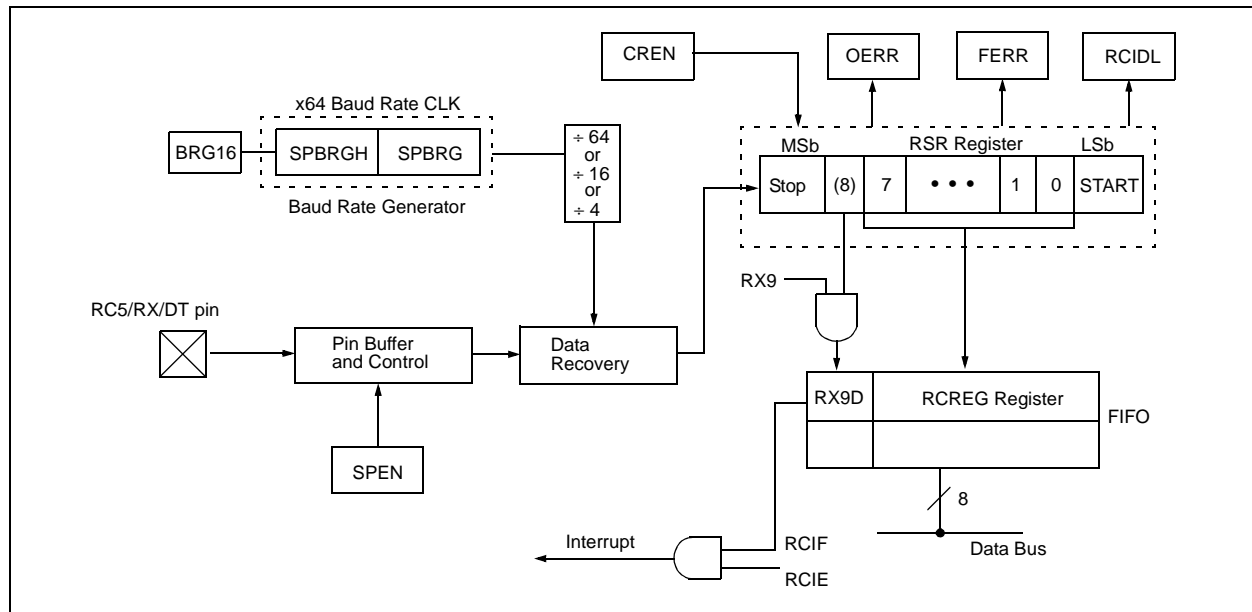 CREN
OERR
FERR
RCIDL
x64 Baud Rate CLK
BRG16
SPBRGH
SPBRG
Baud Rate Generator
÷ 64
or
÷ 16
or
÷ 4
MSb
RSR Register
LSb
Stop
(8)
7
• • •
1
0
START
RX9
RC5/RX/DT pin
Pin Buffer
and Control
Data
Recovery
SPEN
RX9D
RCREG Register
FIFO
8
Data Bus
Interrupt
RCIF
RCIE